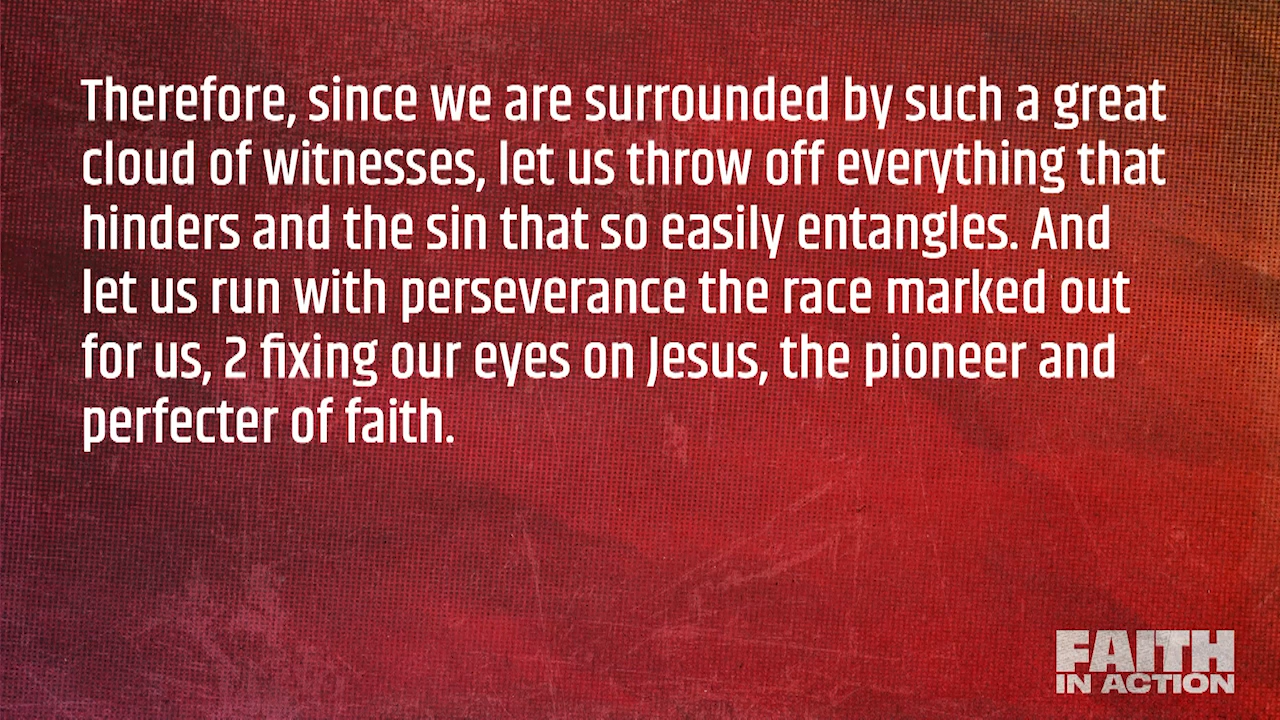 Therefore, since we are surrounded by such a great
cloud of witnesses, let us throw off everything that
hinders and the sin that so easily entangles. And
let us run with perseverance the race marked out
for us, 2 fixing our eyes on Jesus, the pioneer and
perfecter of faith.
FAITH
IN ACTION